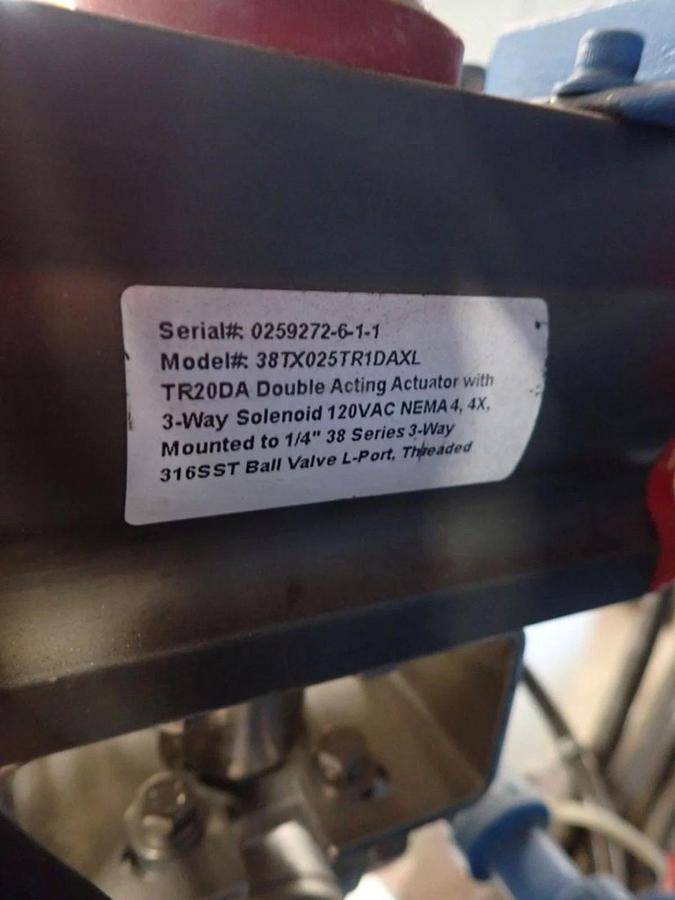 Serial#: 0259272-6-1-1
Model#: 38TX025TR1DAXL
TR20DA Double Acting Actuator with
3-Way Solenoid 120VAC NEMA 4, 4X,
Mounted to 1/4" 38 Series 3-Way
316SST Ball Valve L-Port, Threaded